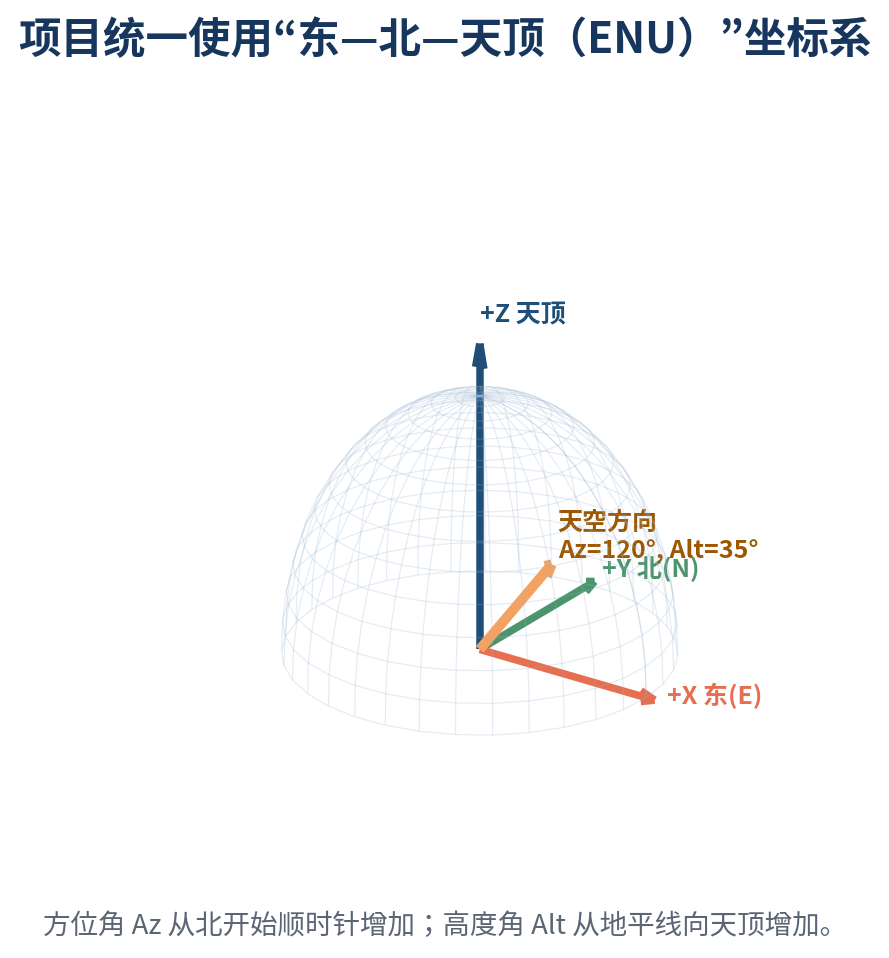 项目统一使用“东—北—天顶（ENU）”坐标系
+Z 天顶
天空方向
Az=120°, Alt=35°
+Y 北(N)
+X 东(E)
方位角 Az 从北开始顺时针增加；高度角 Alt 从地平线向天顶增加。